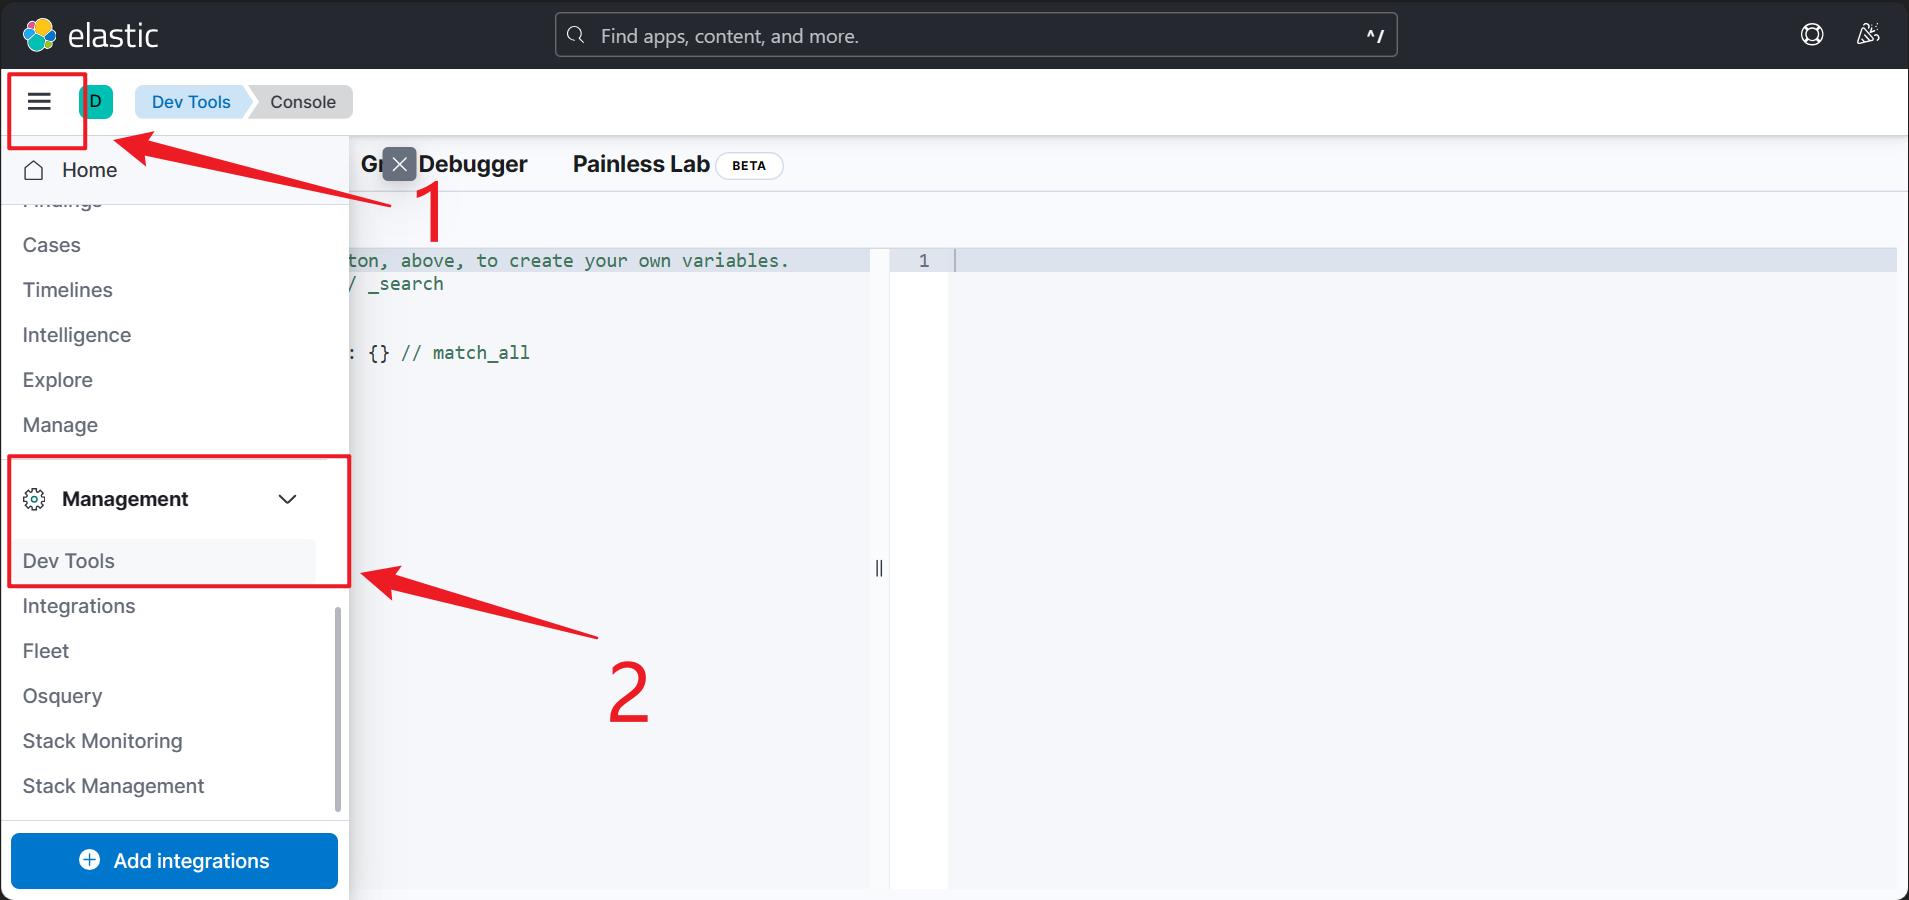 elastic
Find apps, content, and more.
^/
D
Dev Tools
Console
Home
Debugger
Painless Lab
BETA
1
Findings
Cases
Timelines
Intelligence
Explore
Manage
Management
Dev Tools
Integrations
Fleet
Osquery
Stack Monitoring
Stack Management
Add integrations
ton, above, to create your own variables.
/ _search
: {} // match_all
1
2